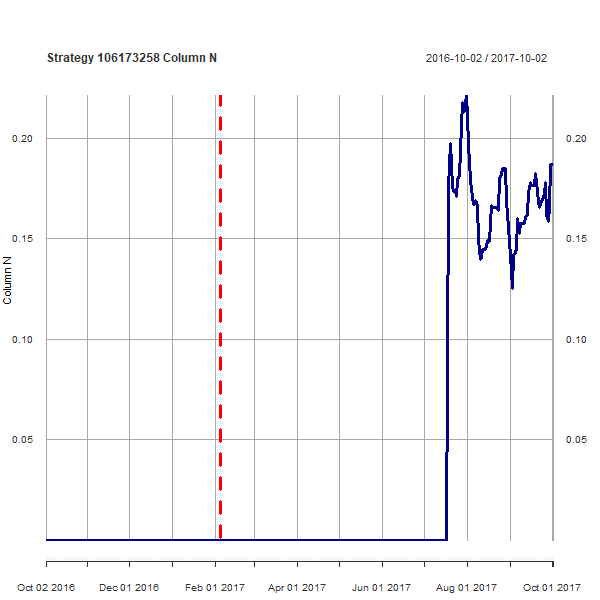 Strategy 106173258 Column N
2016-10-02 / 2017-10-02
0.20
0.20
0.15
0.15
Column N
0.10
0.10
0.05
0.05
Oct 02 2016
Dec 01 2016
Feb 01 2017
Apr 01 2017
Jun 01 2017
Aug 01 2017
Oct 01 2017